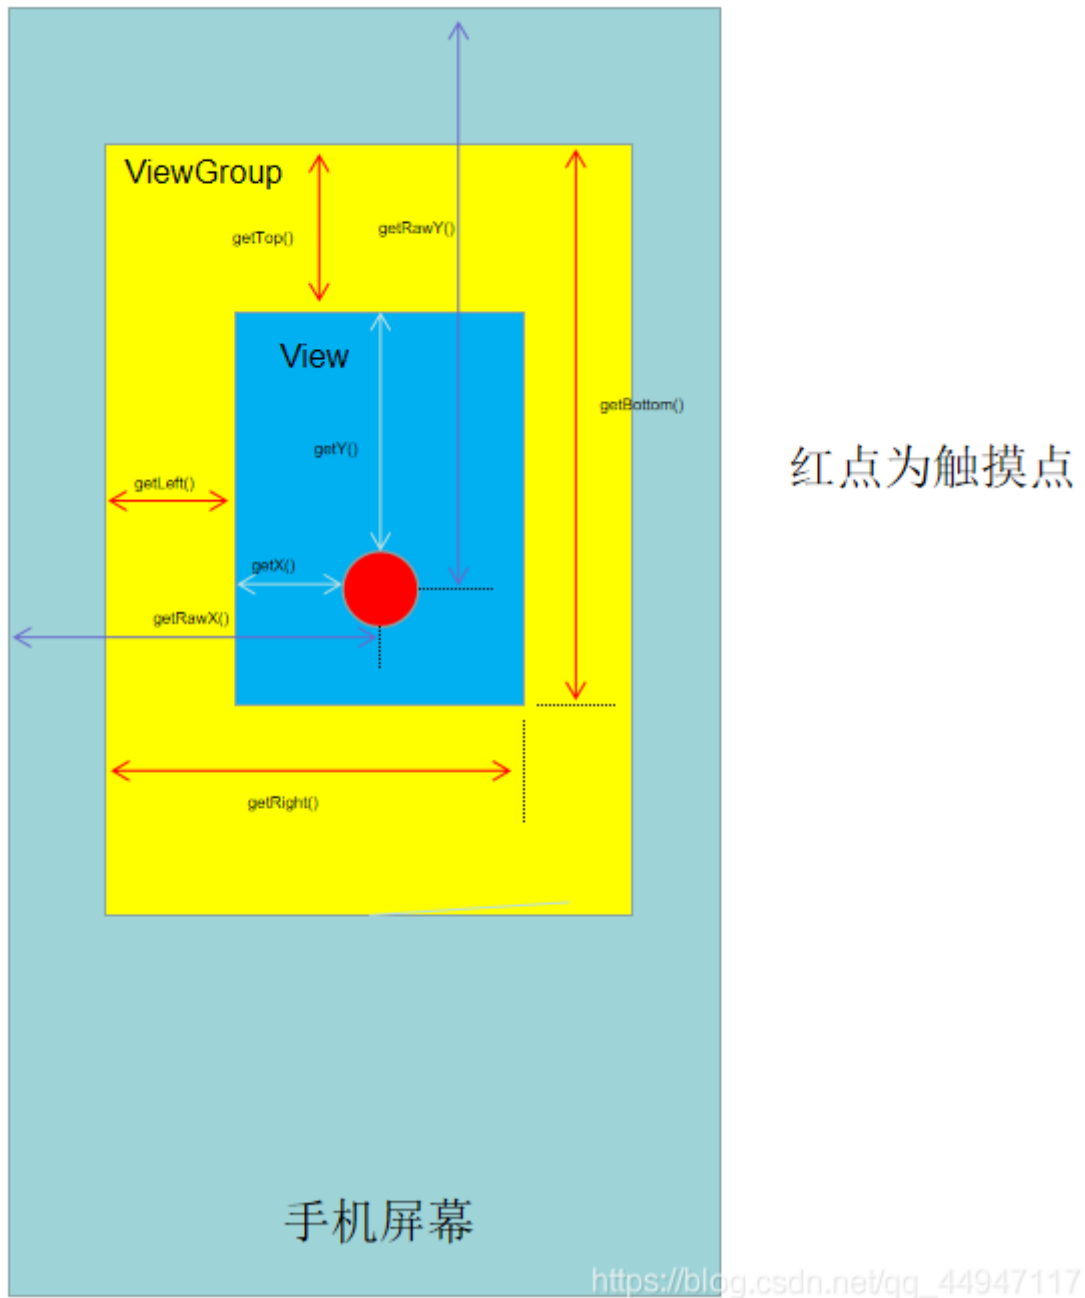 ViewGroup
getTop()
getRawY()
View
getBottom()
getY()
红点为触摸点
getLeft()
getX()
getRawX()
getRight()
手机屏幕
https://blog.csdn.net/qq_44947117